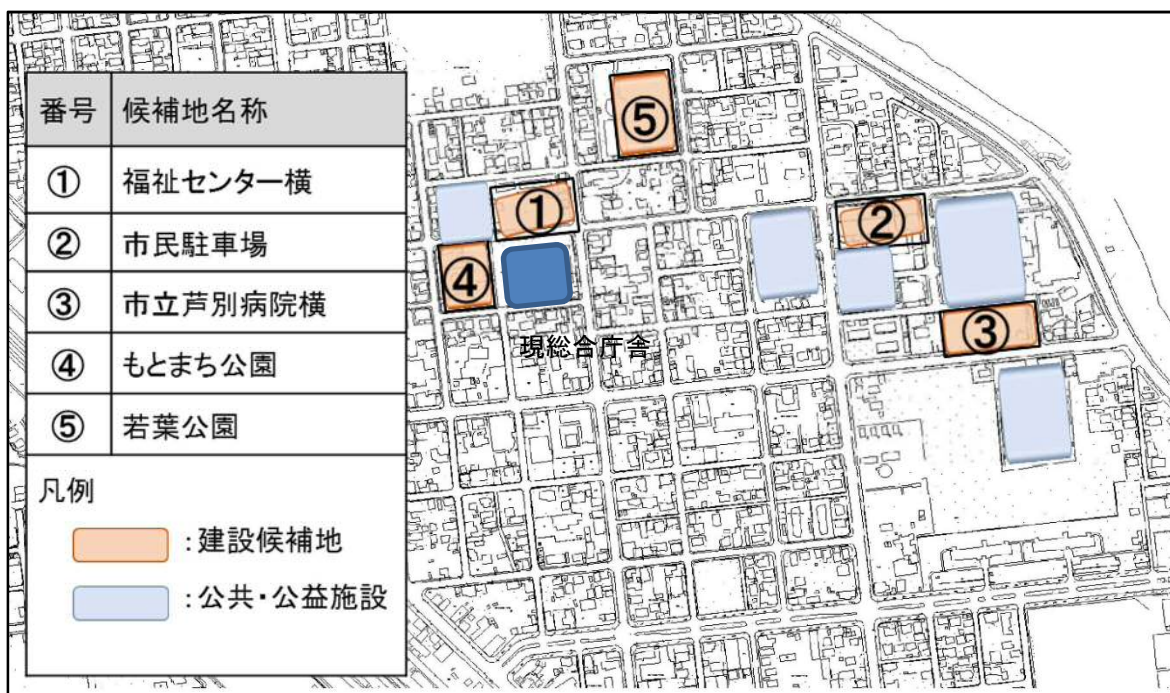 番号 候補地名称
① 福祉センター横
② 市民駐車場
③ 市立芦別病院横
④ もとまち公園
⑤ 若葉公園
凡例
:建設候補地
:公共・公益施設
⑤
①
②
④
③
現総合庁舎